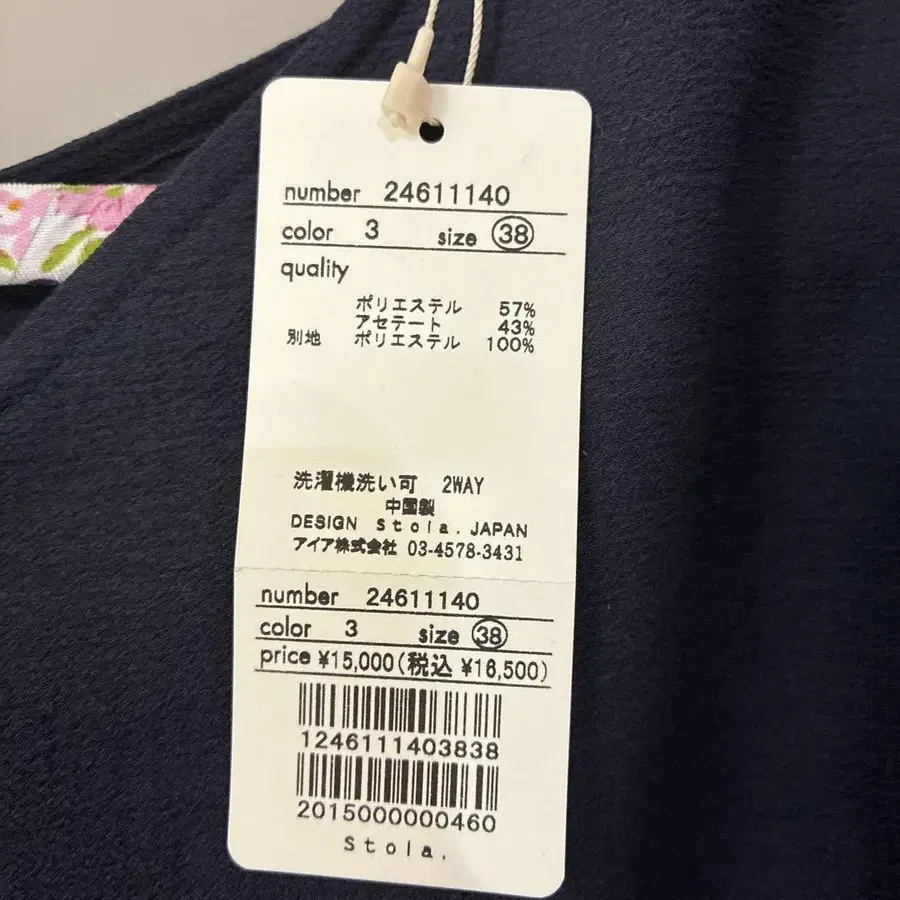 number 24611140
color 3 size 38
quality
ポリエステル 57%
アセテート 43%
別地 ポリエステル 100%
洗濯機洗い可 2WAY
中国製
DESIGN Stola. JAPAN
アイア株式会社 03-4578-3431
number 24611140
color 3 size 38
price ¥15,000(税込 ¥16,500)
1246111403838
2015000000460
Stola.